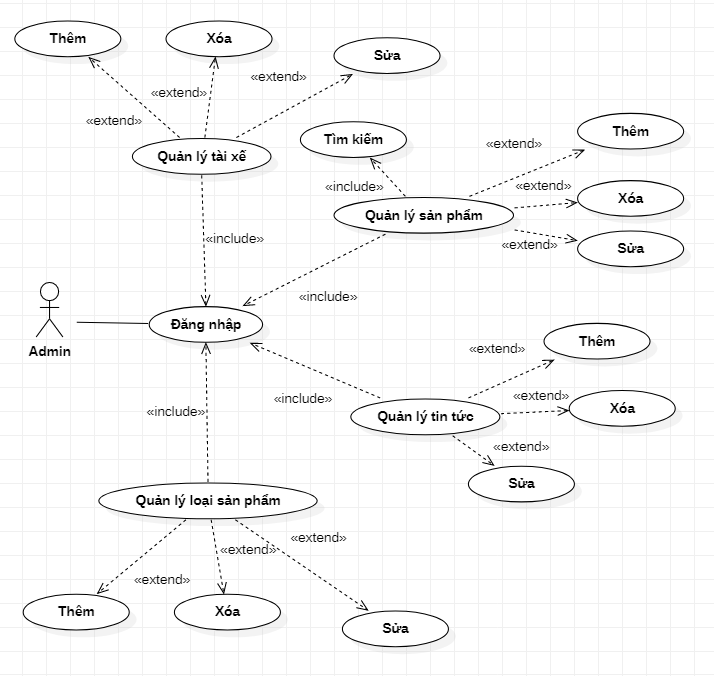 Thêm
Xóa
Sửa
«extend»
«extend»
«extend»
Quản lý tài xế
Tìm kiếm
Thêm
«extend»
«include»
«extend»
Xóa
Quản lý sản phẩm
«extend»
Sửa
«include»
«include»
Admin
Đăng nhập
«extend»
Thêm
«include»
«include»
«extend»
Xóa
Quản lý tin tức
«extend»
Sửa
Quản lý loại sản phẩm
«extend»
«extend»
«extend»
Thêm
Xóa
Sửa